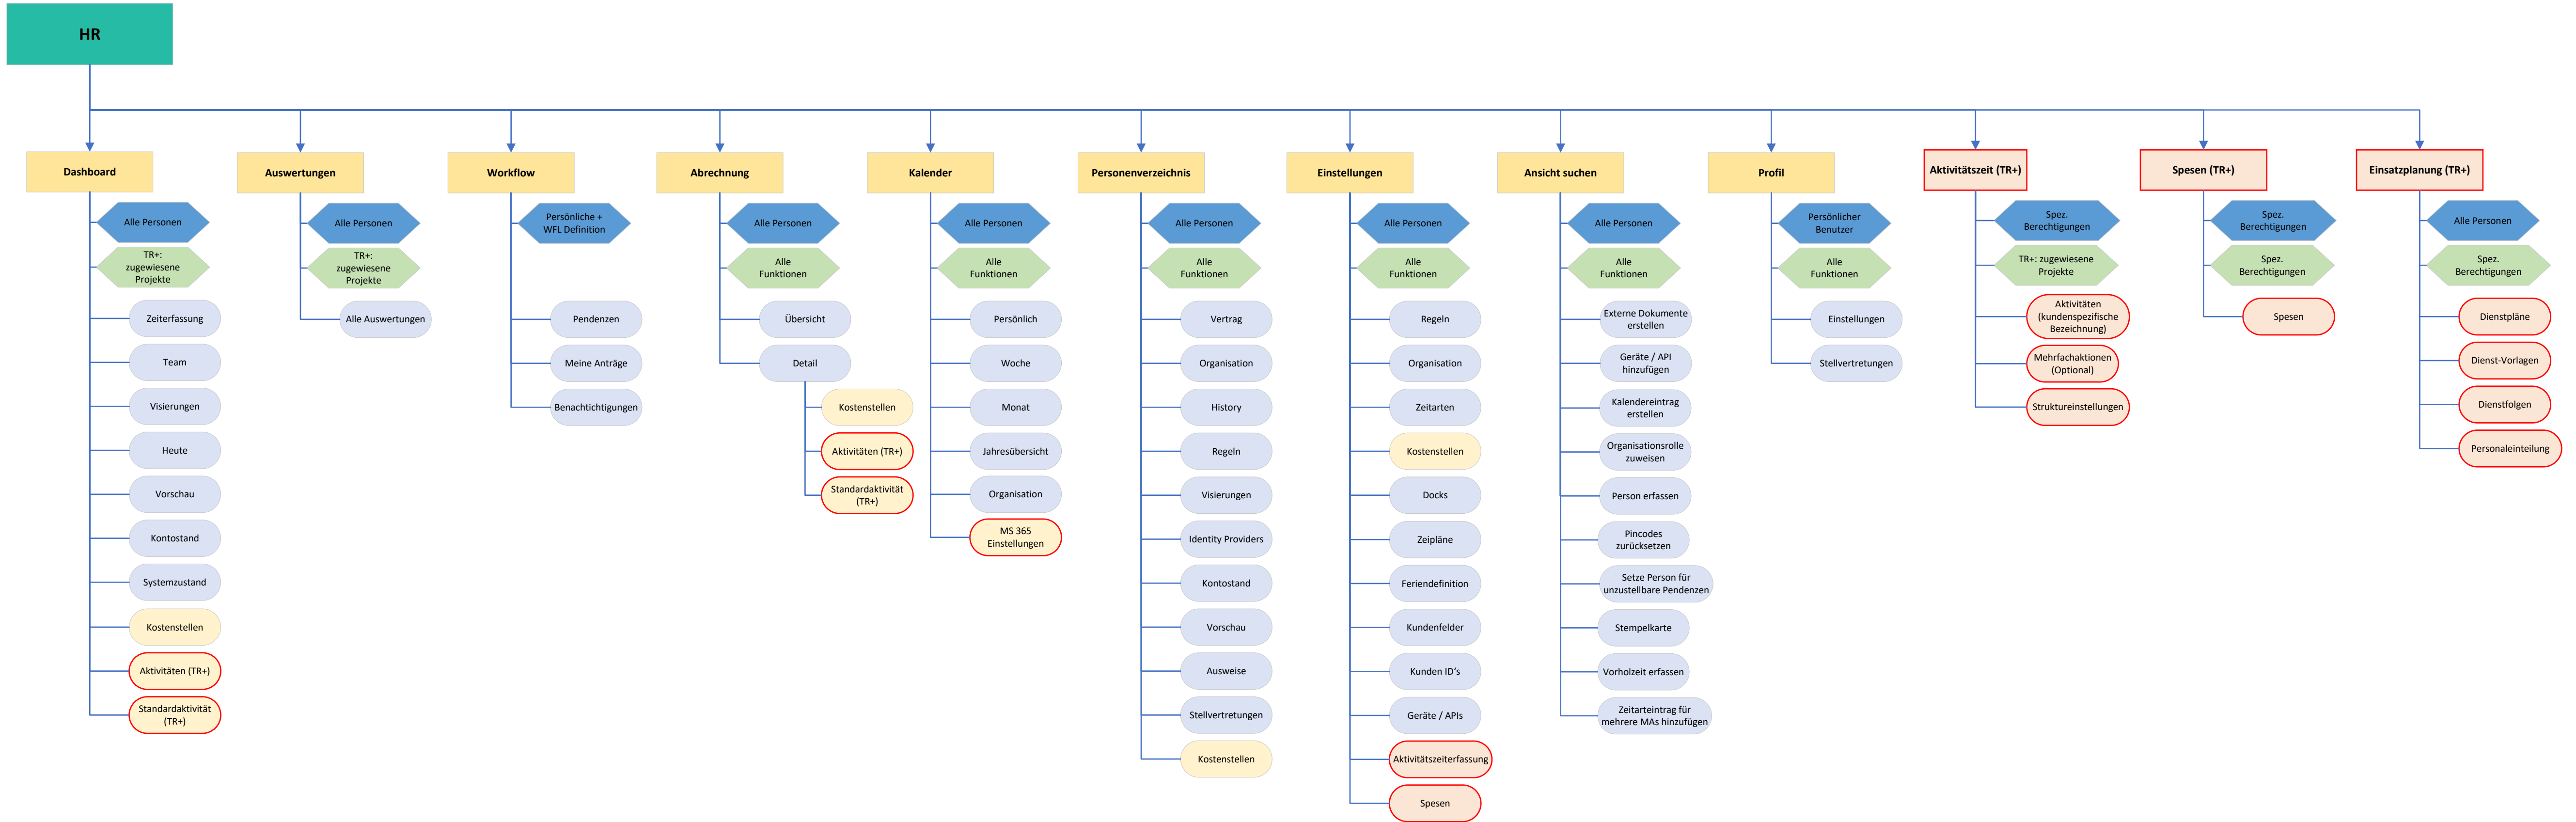 HR
Dashboard
Alle Personen
TR+:
zugewiesene
Projekte
Zeiterfassung
Team
Visierungen
Heute
Vorschau
Kontostand
Systemzustand
Kostenstellen
Aktivitäten (TR+)
Standardaktivität
(TR+)
Auswertungen
Alle Personen
TR+:
zugewiesene
Projekte
Alle Auswertungen
Workflow
Persönliche +
WFL Definition
Pendenzen
Meine Anträge
Benachtichtigungen
Abrechnung
Alle Personen
Alle
Funktionen
Übersicht
Detail
Kostenstellen
Aktivitäten (TR+)
Standardaktivität
(TR+)
Kalender
Alle Personen
Alle
Funktionen
Persönlich
Woche
Monat
Jahresübersicht
Organisation
MS 365
Einstellungen
Personenverzeichnis
Alle Personen
Alle
Funktionen
Vertrag
Organisation
History
Regeln
Visierungen
Identity Providers
Kontostand
Vorschau
Ausweise
Stellvertretungen
Kostenstellen
Einstellungen
Alle Personen
Alle
Funktionen
Regeln
Organisation
Zeitarten
Kostenstellen
Docks
Zeipläne
Feriendefinition
Kundenfelder
Kunden ID’s
Geräte / APIs
Aktivitätszeiterfassung
Spesen
Ansicht suchen
Alle Personen
Alle
Funktionen
Externe Dokumente
erstellen
Geräte / API
hinzufügen
Kalendereintrag
erstellen
Organisationsrolle
zuweisen
Person erfassen
Pincodes
zurücksetzen
Setze Person für
unzustellbare Pendenzen
Stempelkarte
Vorholzeit erfassen
Zeitarteintrag für
mehrere MAs hinzufügen
Profil
Persönlicher
Benutzer
Alle
Funktionen
Einstellungen
Stellvertretungen
Aktivitätszeit (TR+)
Spez.
Berechtigungen
TR+: zugewiesene
Projekte
Aktivitäten
(kundenspezifische
Bezeichnung)
Mehrfachaktionen
(Optional)
Struktureinstellungen
Spesen (TR+)
Spez.
Berechtigungen
Spez.
Berechtigungen
Spesen
Einsatzplanung (TR+)
Alle Personen
Spez.
Berechtigungen
Dienstpläne
Dienst-Vorlagen
Dienstfolgen
Personaleinteilung